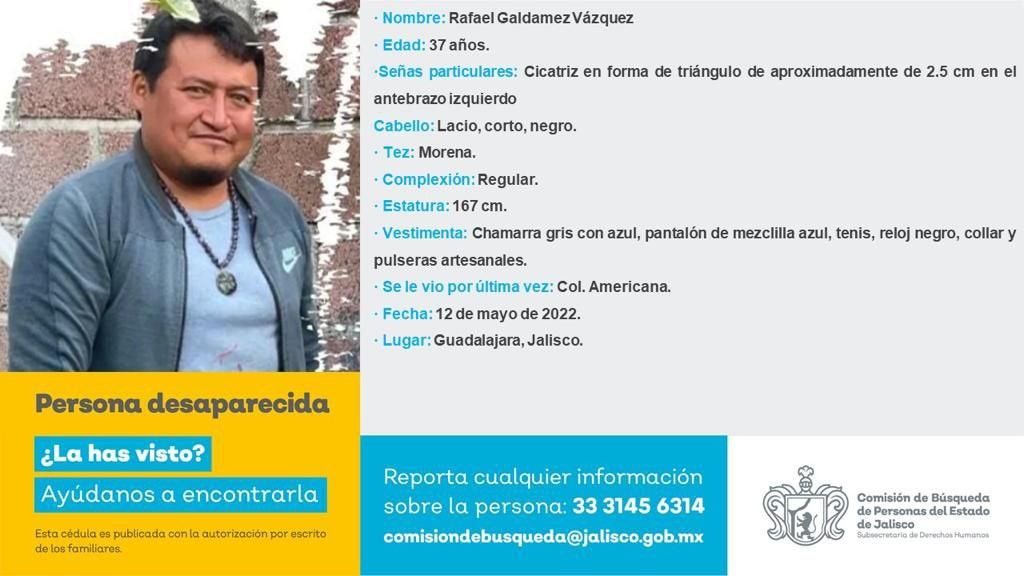 · Nombre: Rafael Galdamez Vázquez
· Edad: 37 años.
·Señas particulares: Cicatriz en forma de triángulo de aproximadamente de 2.5 cm en el
antebrazo izquierdo
Cabello: Lacio, corto, negro.
· Tez: Morena.
· Complexión: Regular.
· Estatura: 167 cm.
· Vestimenta: Chamarra gris con azul, pantalón de mezclilla azul, tenis, reloj negro, collar y
pulseras artesanales.
· Se le vio por última vez: Col. Americana.
· Fecha: 12 de mayo de 2022.
· Lugar: Guadalajara, Jalisco.
Persona desaparecida
¿La has visto?
Ayúdanos a encontrarla
Esta cédula es publicada con la autorización por escrito
de los familiares.
Reporta cualquier información
sobre la persona: 33 3145 6314
comisiondebusqueda@jalisco.gob.mx
Comisión de Búsqueda
de Personas del Estado
de Jalisco
Subsecretaría de Derechos Humanos